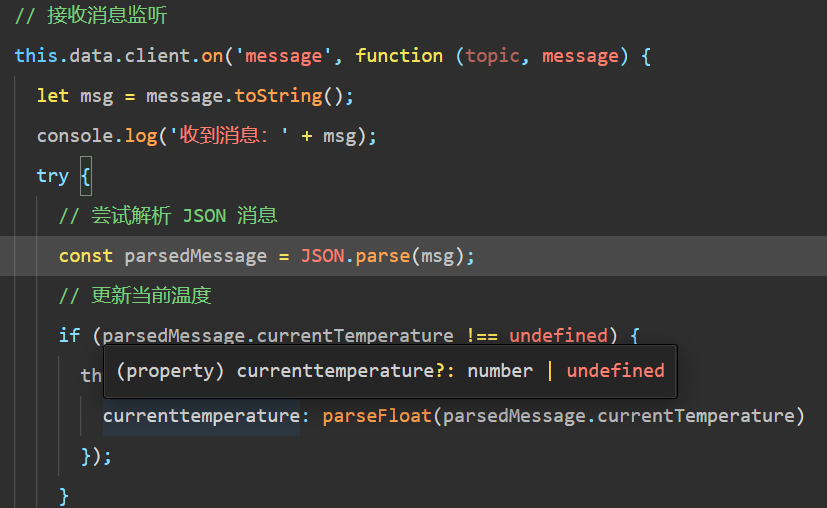 // 接收消息监听
this.data.client.on('message', function (topic, message) {
let msg = message.toString();
console.log('收到消息：' + msg);
try {
// 尝试解析 JSON 消息
const parsedMessage = JSON.parse(msg);
// 更新当前温度
if (parsedMessage.currentTemperature !== undefined) {
th
(property) currenttemperature?: number | undefined
currenttemperature: parseFloat(parsedMessage.currentTemperature)
});
}